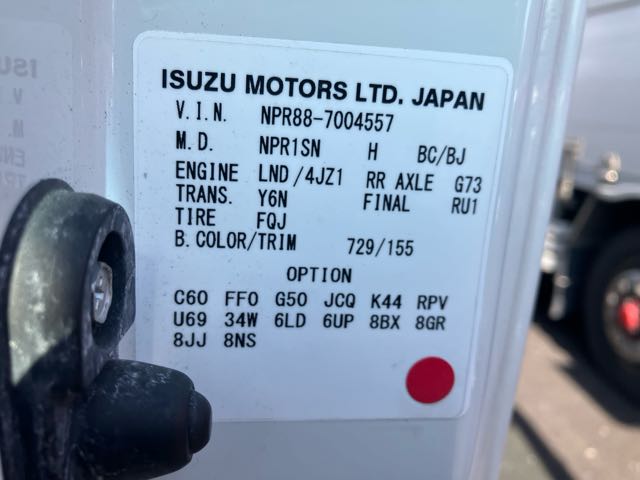 ISUZU MOTORS LTD. JAPAN
V.I.N. NPR88-7004557
M.D. NPR1SN H BC/BJ
ENGINE LND/4JZ1 RR AXLE G73
TRANS. Y6N FINAL RU1
TIRE FQJ
B.COLOR/TRIM 729/155
OPTION
C60 FF0 G50 JCQ K44 RPV
U69 34W 6LD 6UP 8BX 8GR
8JJ 8NS